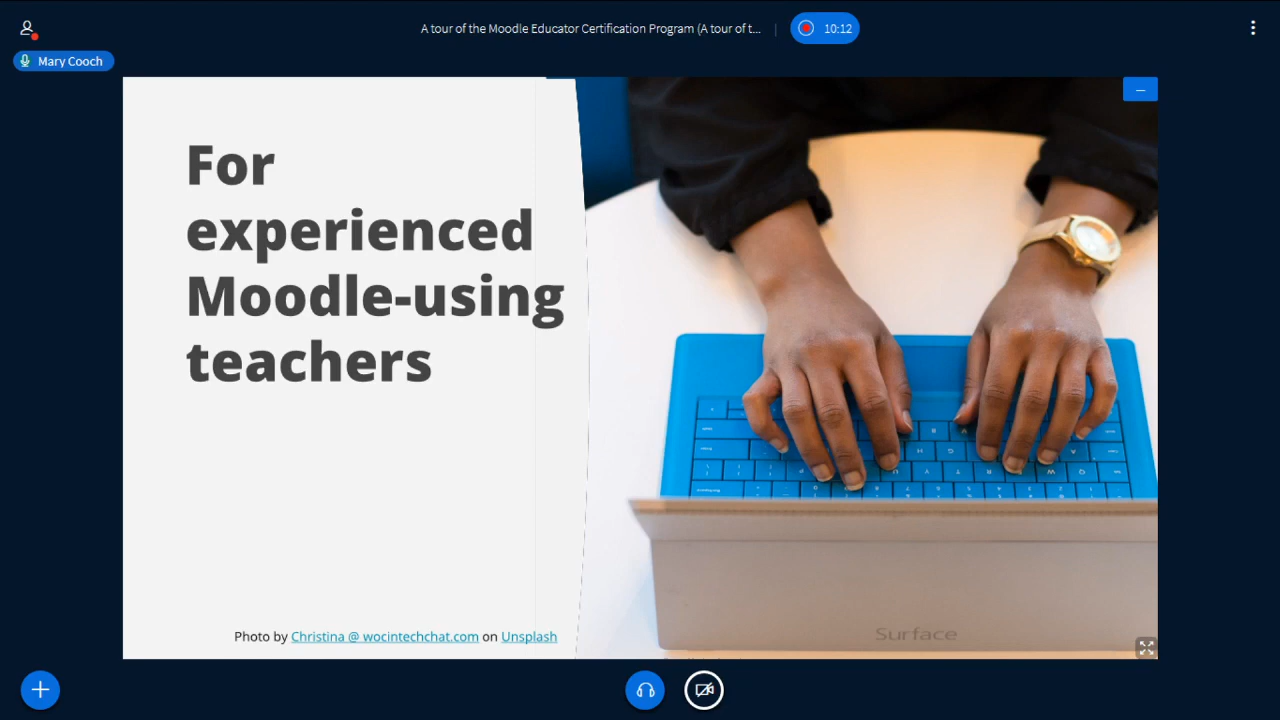 A tour of the Moodle Educator Certification Program (A tour of t...
10:12
Mary Cooch
For
experienced
Moodle-using
teachers
Surface
Photo by Christina @ wocintechchat.com on Unsplash